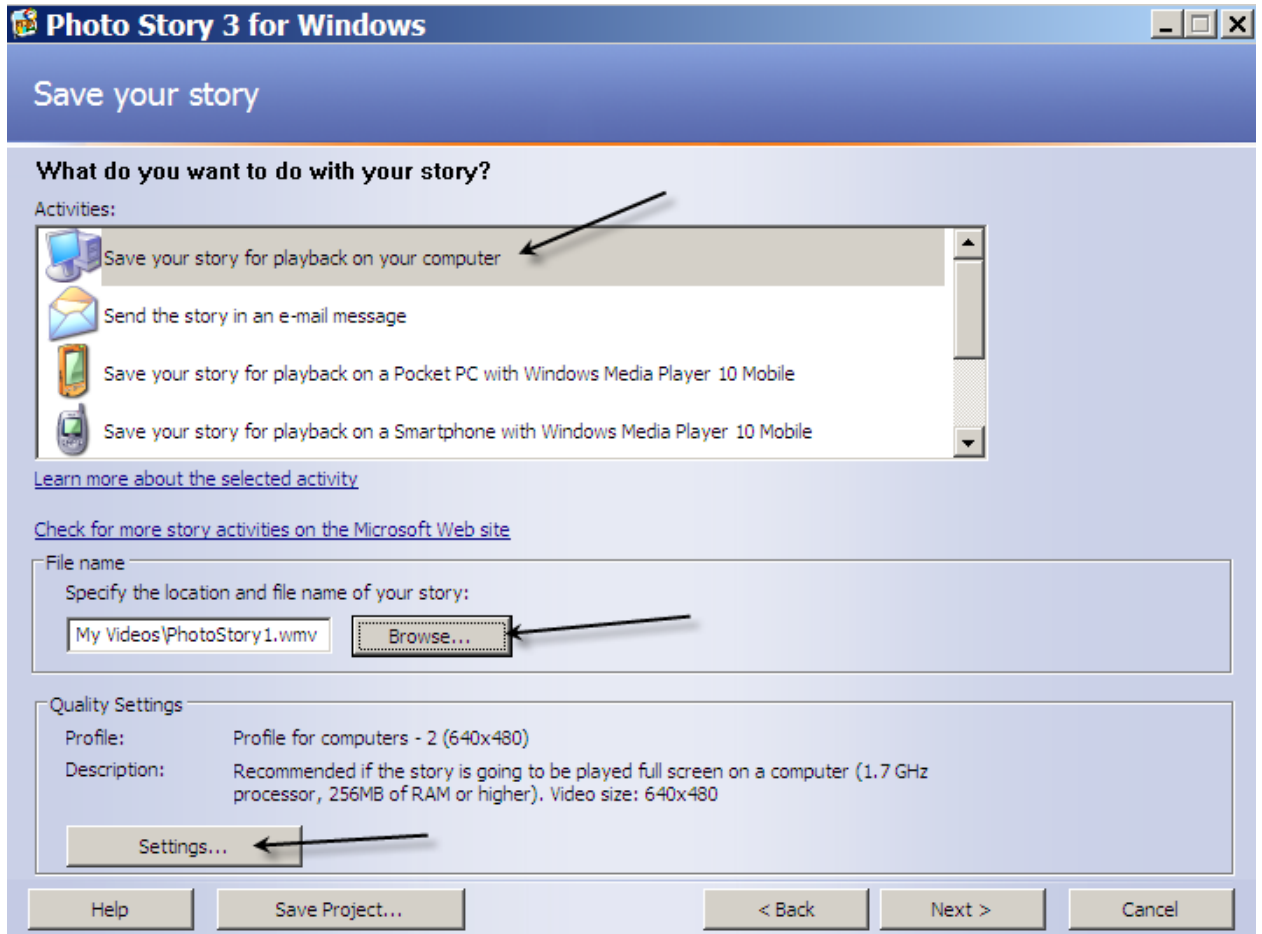 Photo Story 3 for Windows
Save your story
What do you want to do with your story?
Activities:
Save your story for playback on your computer
Send the story in an e-mail message
Save your story for playback on a Pocket PC with Windows Media Player 10 Mobile
Save your story for playback on a Smartphone with Windows Media Player 10 Mobile
Learn more about the selected activity
Check for more story activities on the Microsoft Web site
File name
Specify the location and file name of your story:
My Videos\PhotoStory1.wmv Browse...
Quality Settings
Profile: Profile for computers - 2 (640x480)
Description: Recommended if the story is going to be played full screen on a computer (1.7 GHz
processor, 256MB of RAM or higher). Video size: 640x480
Settings...
Help Save Project... < Back Next > Cancel